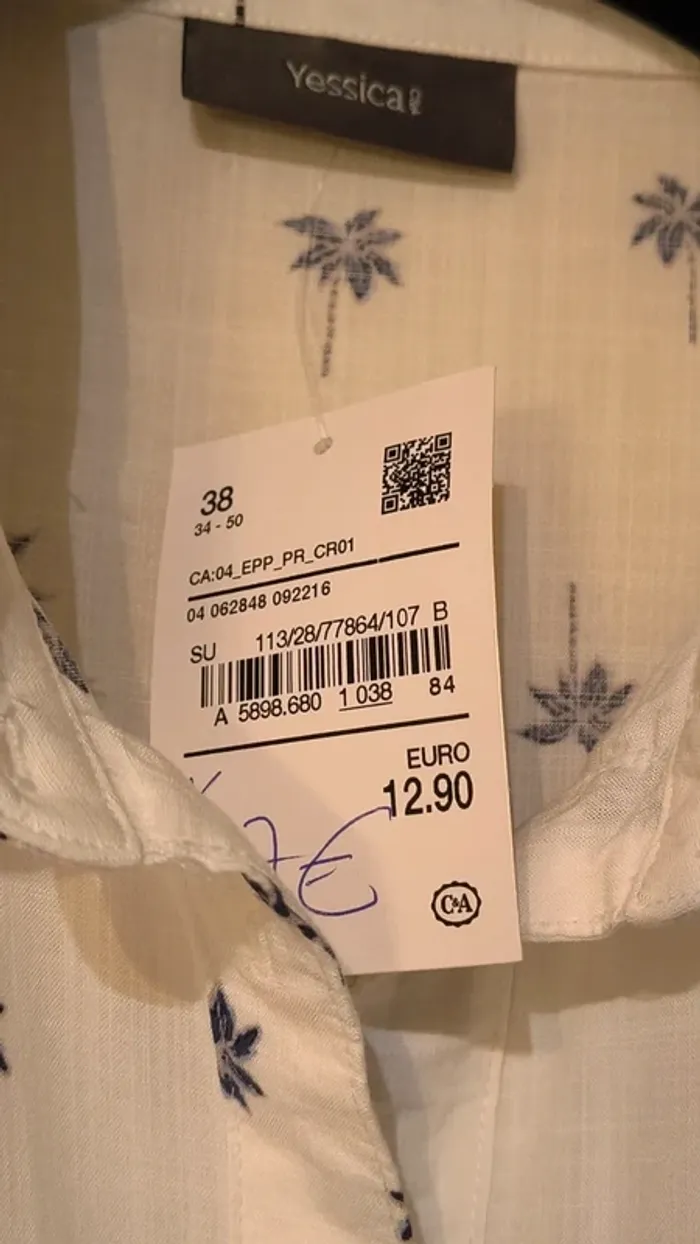 Yessica
38
34 - 50
CA:04_EPP_PR_CR01
04 062848 092216
SU 113/28/77864/107 B
A 5898.680 1 038 84
EURO
12.90
7€
C&A